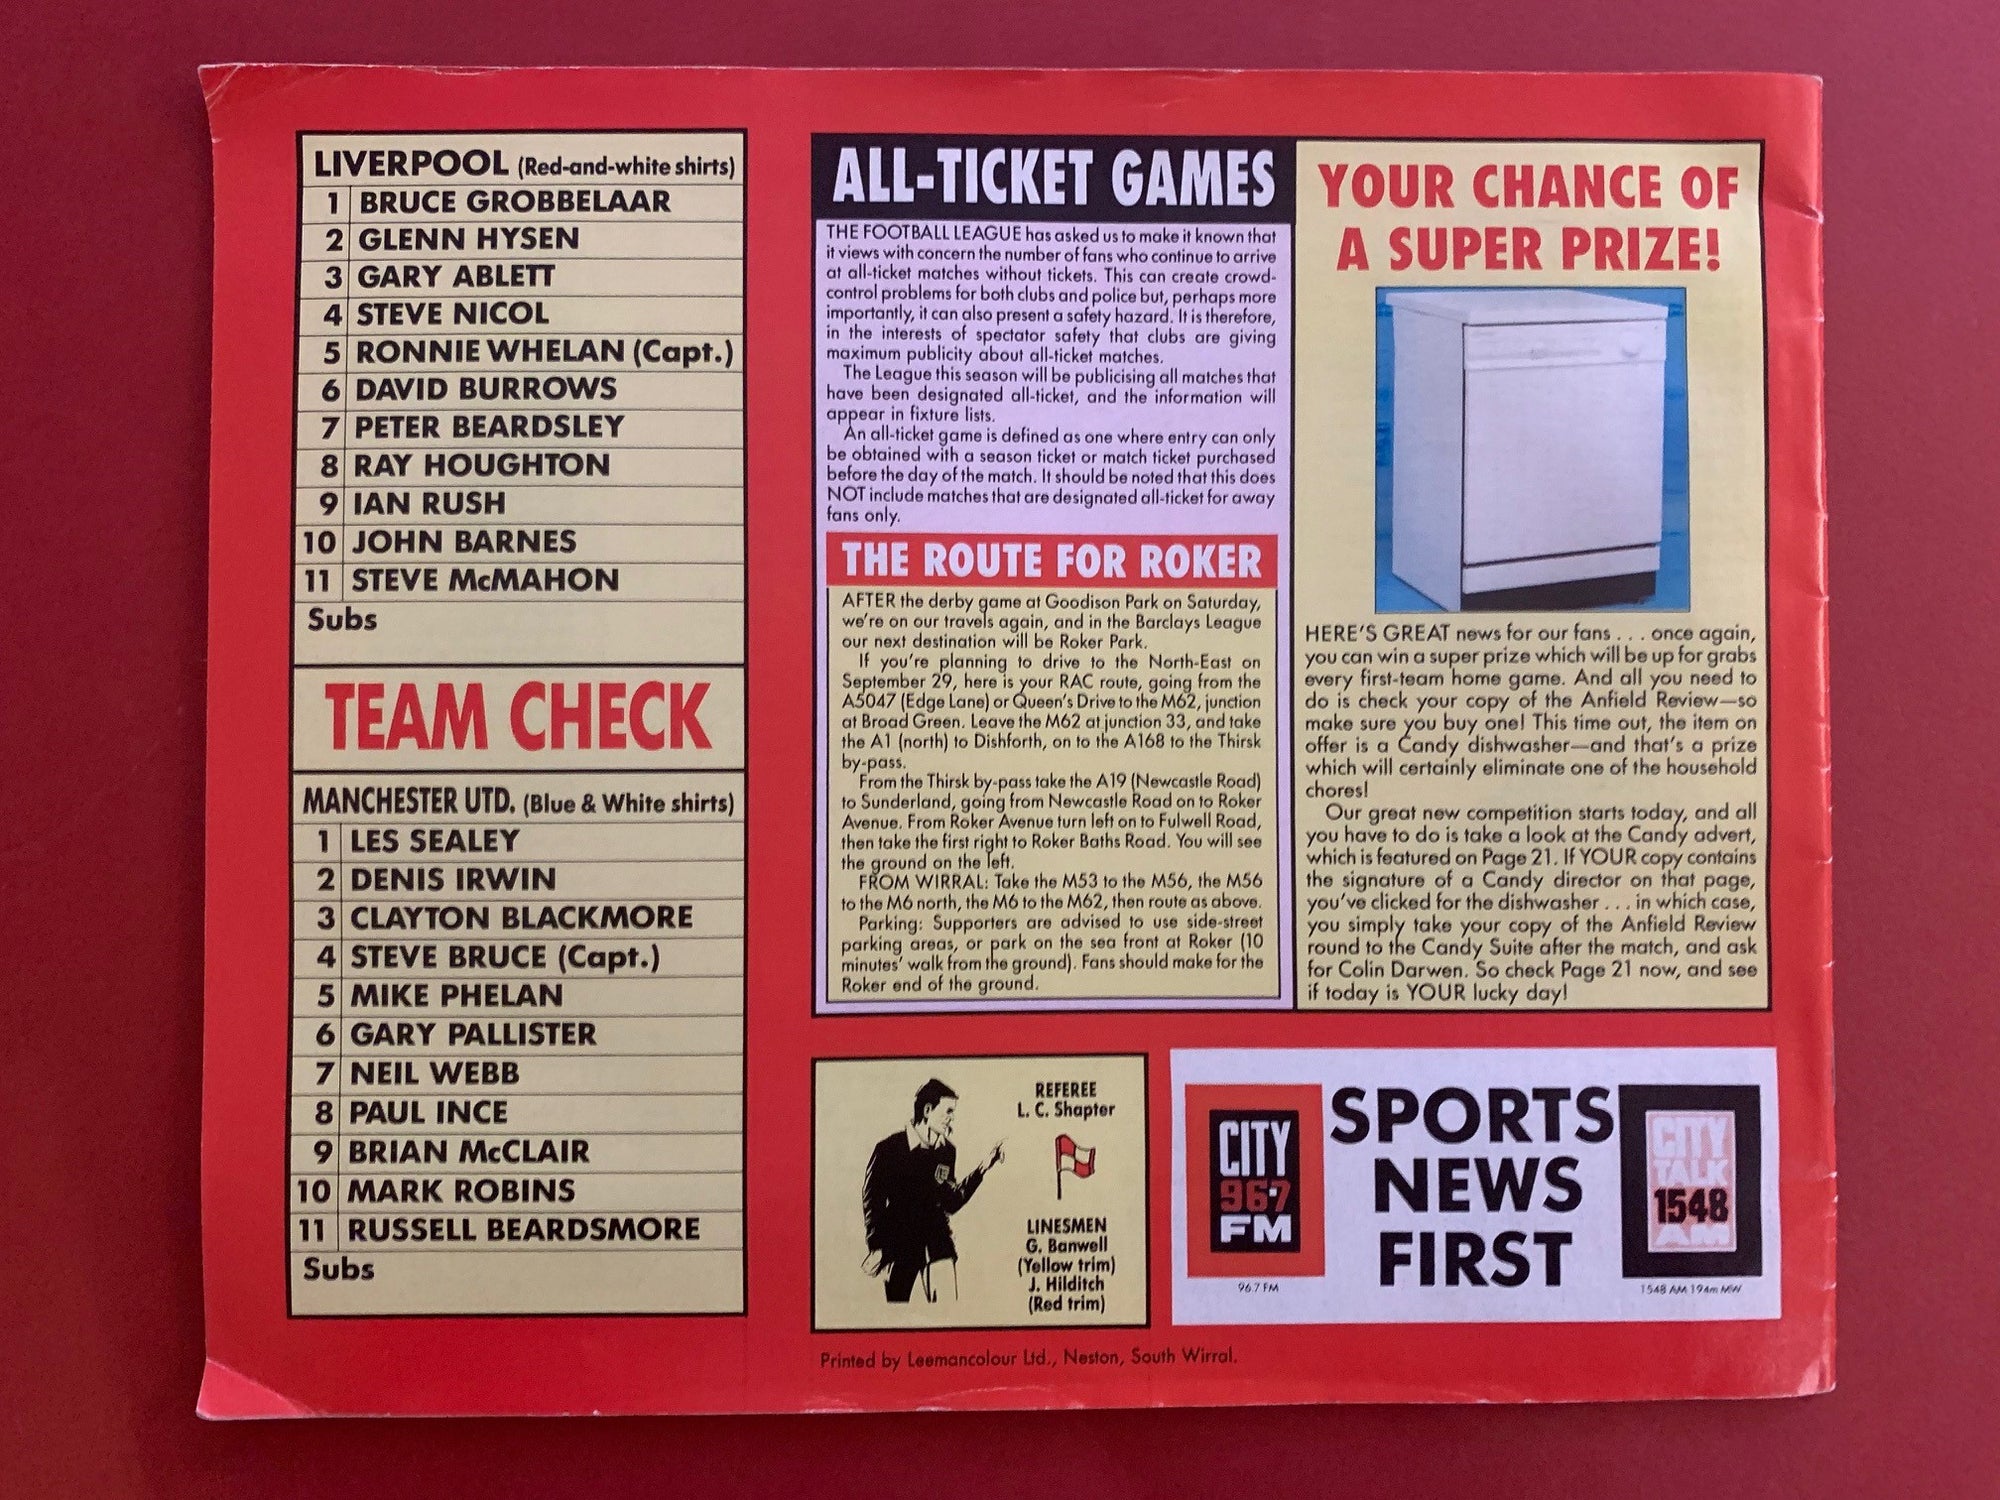 LIVERPOOL (Red-and-white shirts)
1 BRUCE GROBBELAAR
2 GLENN HYSEN
3 GARY ABLETT
4 STEVE NICOL
5 RONNIE WHELAN (Capt.)
6 DAVID BURROWS
7 PETER BEARDSLEY
8 RAY HOUGHTON
9 IAN RUSH
10 JOHN BARNES
11 STEVE McMAHON
Subs
TEAM CHECK
MANCHESTER UTD. (Blue & White shirts)
1 LES SEALEY
2 DENIS IRWIN
3 CLAYTON BLACKMORE
4 STEVE BRUCE (Capt.)
5 MIKE PHELAN
6 GARY PALLISTER
7 NEIL WEBB
8 PAUL INCE
9 BRIAN McCLAIR
10 MARK ROBINS
11 RUSSELL BEARDSMORE
Subs
ALL-TICKET GAMES
THE FOOTBALL LEAGUE has asked us to make it known that
it views with concern the number of fans who continue to arrive
at all-ticket matches without tickets. This can create crowd-
control problems for both clubs and police but, perhaps more
importantly, it can also present a safety hazard. It is therefore,
in the interests of spectator safety that clubs are giving
maximum publicity about all-ticket matches.
The League this season will be publicising all matches that
have been designated all-ticket, and the information will
appear in fixture lists.
An all-ticket game is defined as one where entry can only
be obtained with a season ticket or match ticket purchased
before the day of the match. It should be noted that this does
NOT include matches that are designated all-ticket for away
fans only.
THE ROUTE FOR ROKER
AFTER the derby game at Goodison Park on Saturday,
we're on our travels again, and in the Barclays League
our next destination will be Roker Park.
If you're planning to drive to the North-East on
September 29, here is your RAC route, going from the
A5047 (Edge Lane) or Queen's Drive to the M62, junction
at Broad Green. Leave the M62 at junction 33, and take
the A1 (north) to Dishforth, on to the A168 to the Thirsk
by-pass.
From the Thirsk by-pass take the A19 (Newcastle Road)
to Sunderland, going from Newcastle Road on to Roker
Avenue. From Roker Avenue turn left on to Fulwell Road,
then take the first right to Roker Baths Road. You will see
the ground on the left.
FROM WIRRAL: Take the M53 to the M56, the M56
to the M6 north, the M6 to the M62, then route as above.
Parking: Supporters are advised to use side-street
parking areas, or park on the sea front at Roker (10
minutes' walk from the ground). Fans should make for the
Roker end of the ground.
YOUR CHANCE OF
A SUPER PRIZE!
HERE'S GREAT news for our fans . . . once again,
you can win a super prize which will be up for grabs
every first-team home game. And all you need to
do is check your copy of the Anfield Review—so
make sure you buy one! This time out, the item on
offer is a Candy dishwasher—and that's a prize
which will certainly eliminate one of the household
chores!
Our great new competition starts today, and all
you have to do is take a look at the Candy advert,
which is featured on Page 21. If YOUR copy contains
the signature of a Candy director on that page,
you've clicked for the dishwasher . . . in which case,
you simply take your copy of the Anfield Review
round to the Candy Suite after the match, and ask
for Colin Darwen. So check Page 21 now, and see
if today is YOUR lucky day!
REFEREE
L. C. Shapter
LINESMEN
G. Banwell
(Yellow trim)
J. Hilditch
(Red trim)
CITY
96.7
FM
96.7 FM
SPORTS
NEWS
FIRST
CITY
TALK
1548
AM
1548 AM 194m MW
Printed by Leemancolour Ltd., Neston, South Wirral.